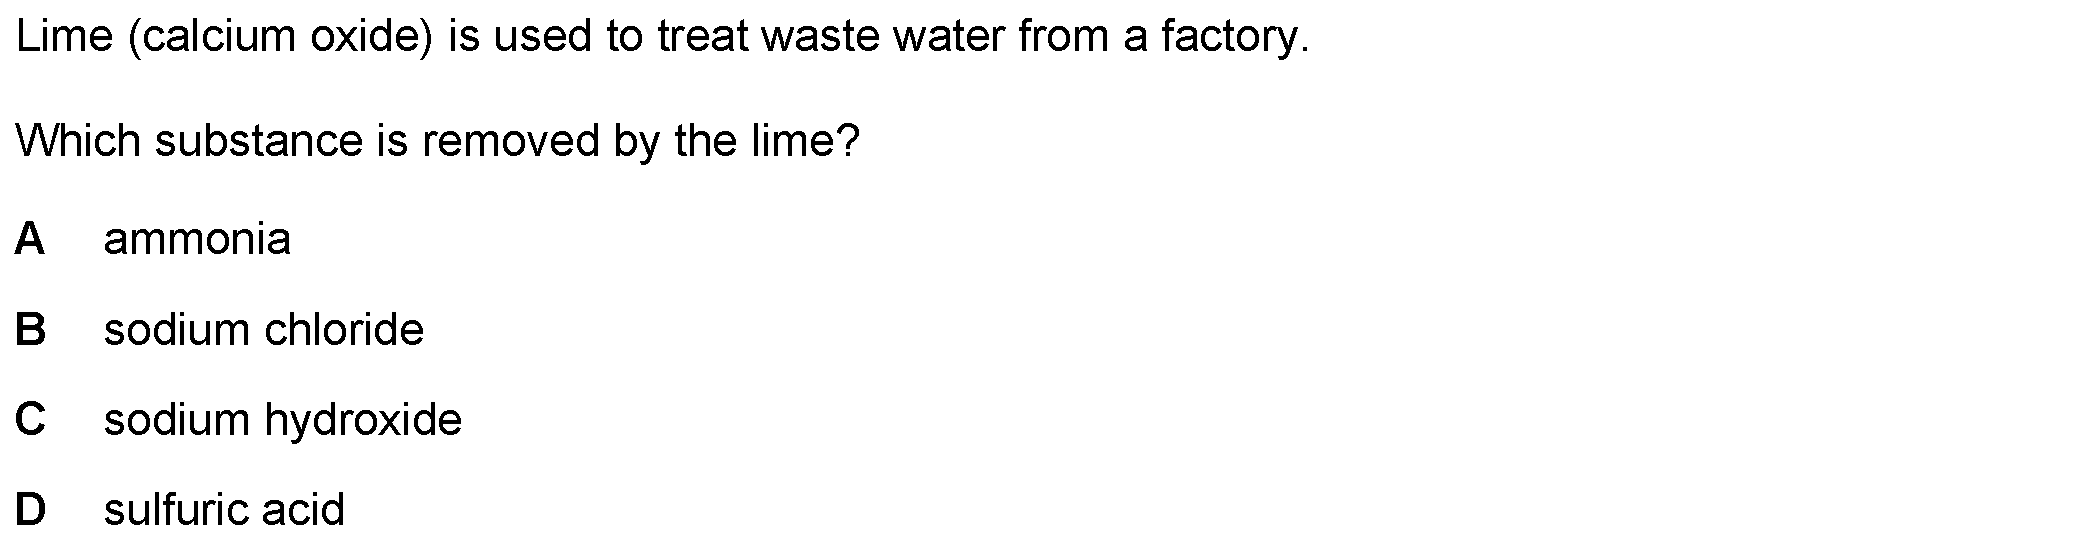 Lime (calcium oxide) is used to treat waste water from a factory.
Which substance is removed by the lime?
A ammonia
B sodium chloride
C sodium hydroxide
D sulfuric acid